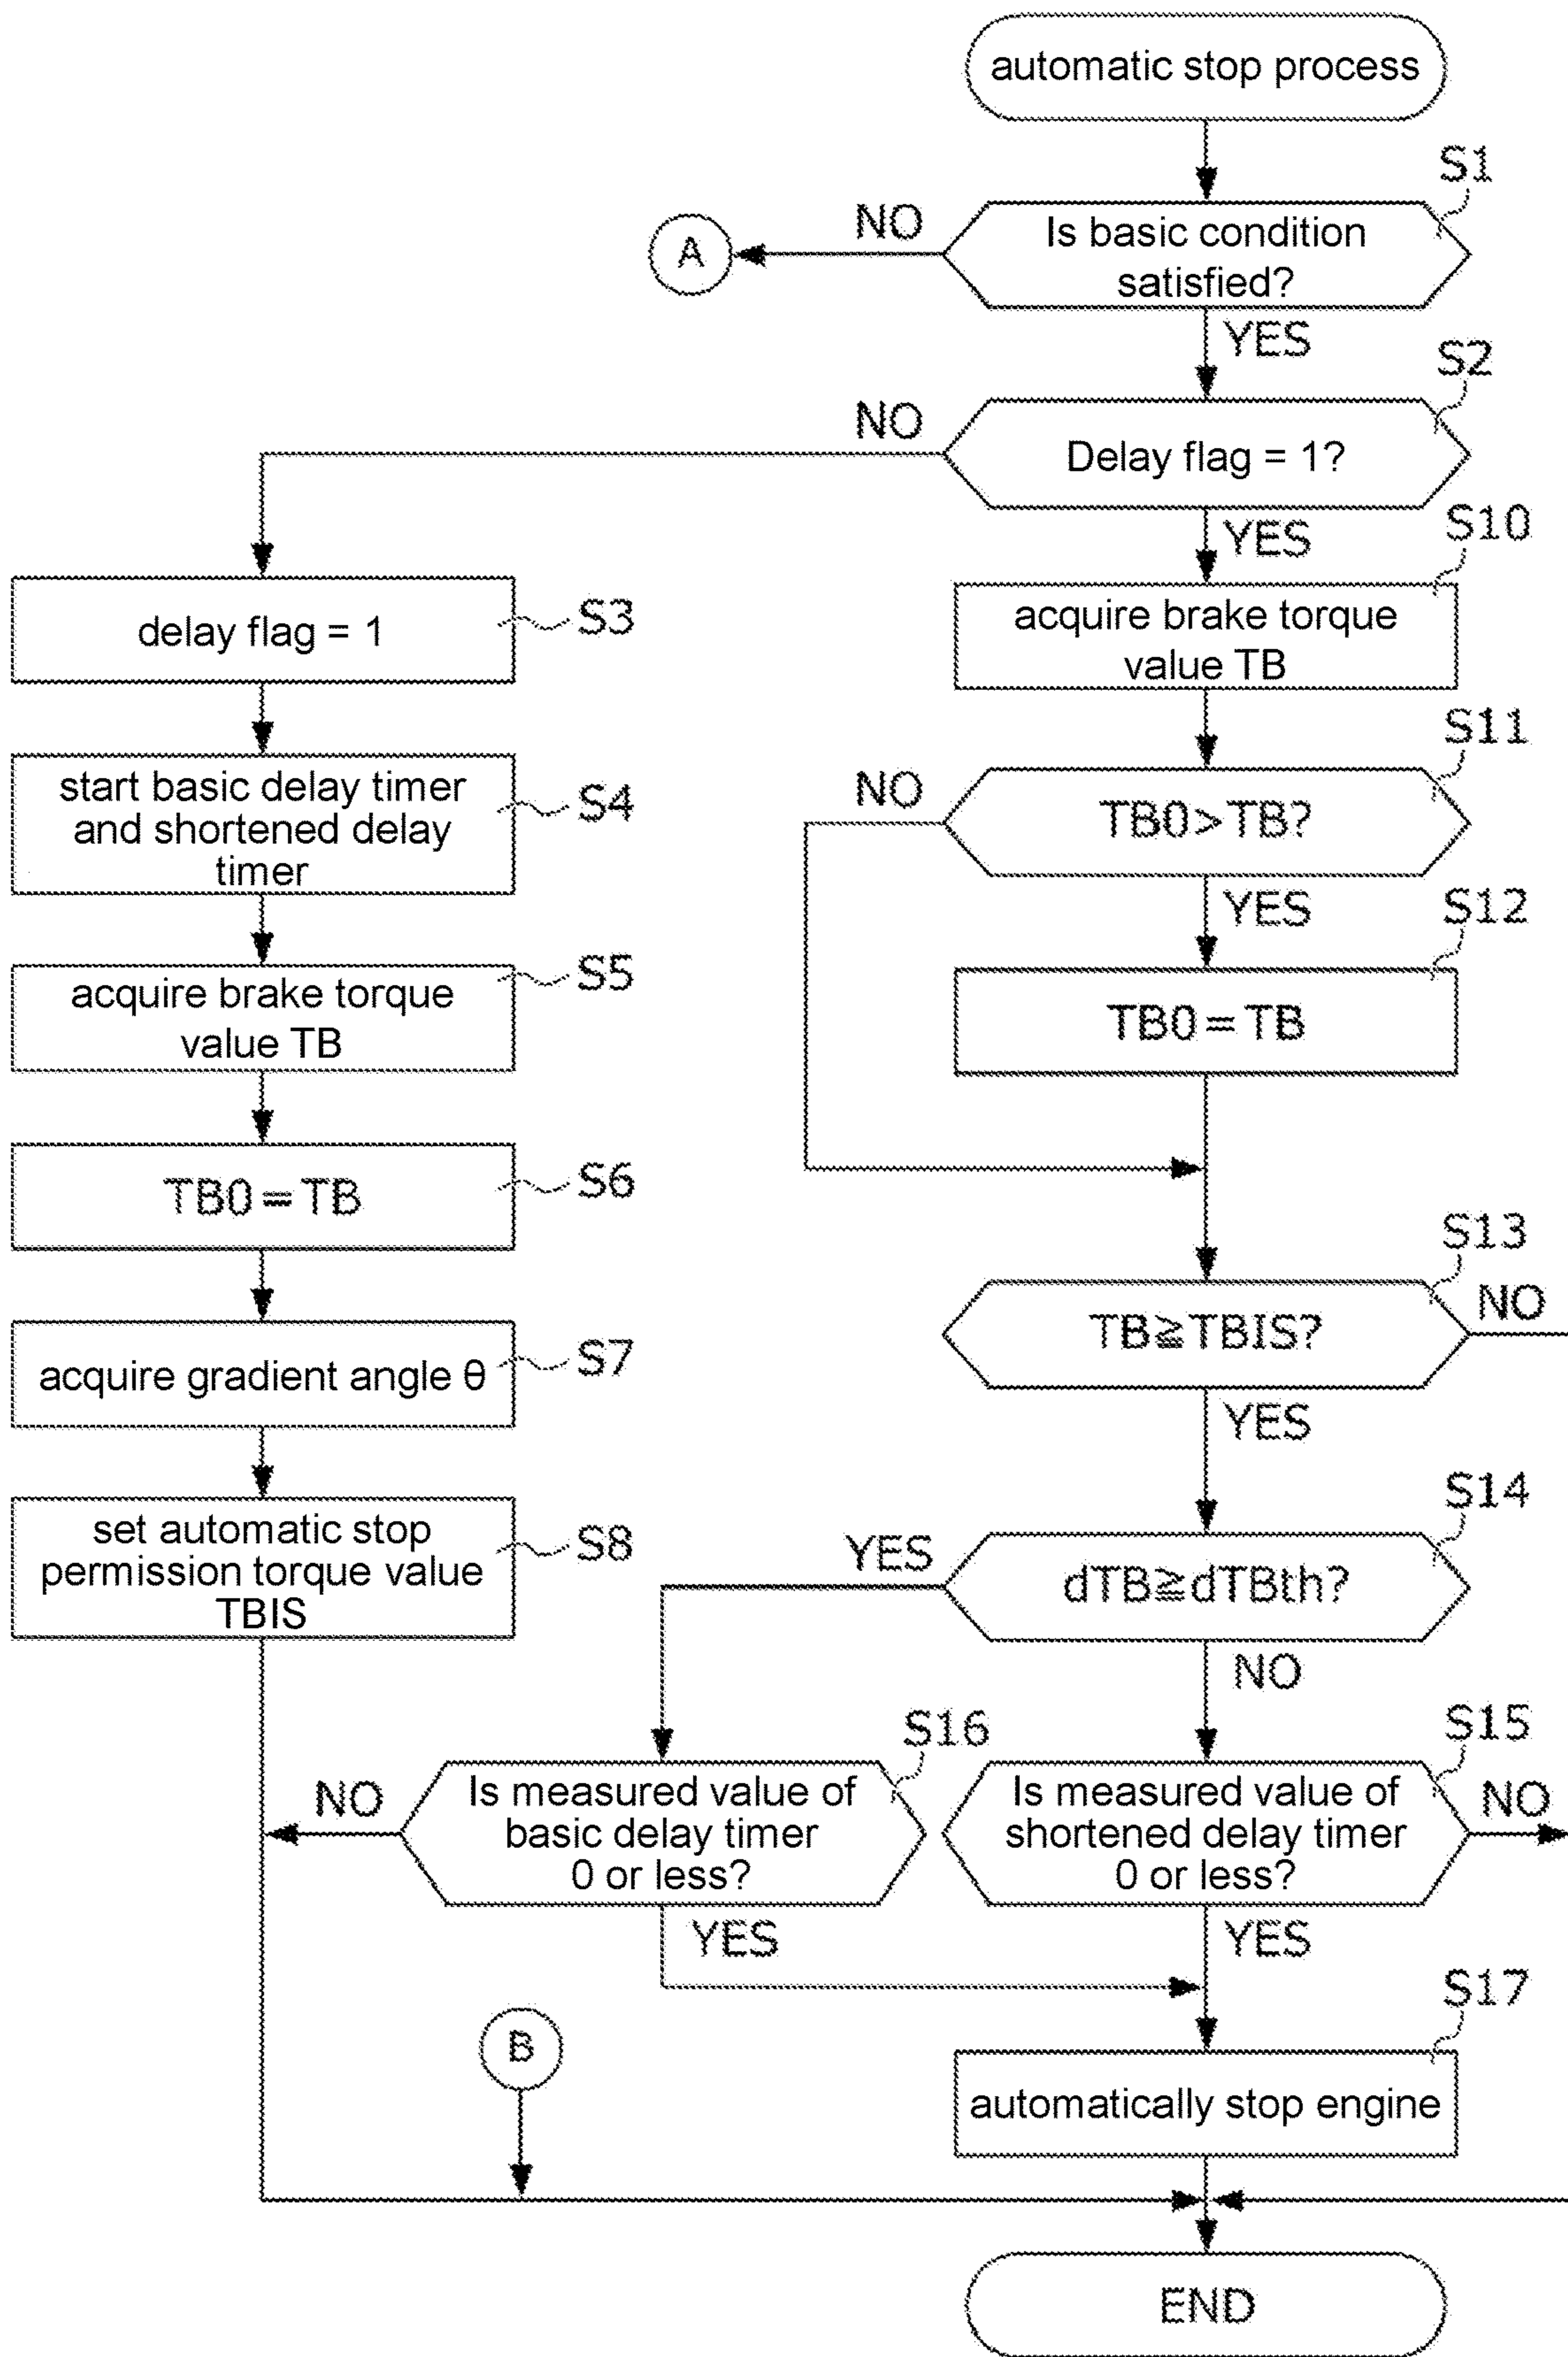 automatic stop process
S1
Is basic condition
satisfied?
NO
A
YES
S2
Delay flag = 1?
NO
YES
S3
delay flag = 1
S4
start basic delay timer
and shortened delay
timer
S5
acquire brake torque
value TB
S6
TB0=TB
S7
acquire gradient angle θ
S8
set automatic stop
permission torque value
TBIS
S10
acquire brake torque
value TB
S11
TB0>TB?
NO
YES
S12
TB0=TB
S13
TB≧TBIS?
NO
YES
S14
dTB≧dTBth?
YES
NO
S16
Is measured value of
basic delay timer
0 or less?
NO
YES
S15
Is measured value of
shortened delay timer
0 or less?
NO
YES
S17
automatically stop engine
B
END